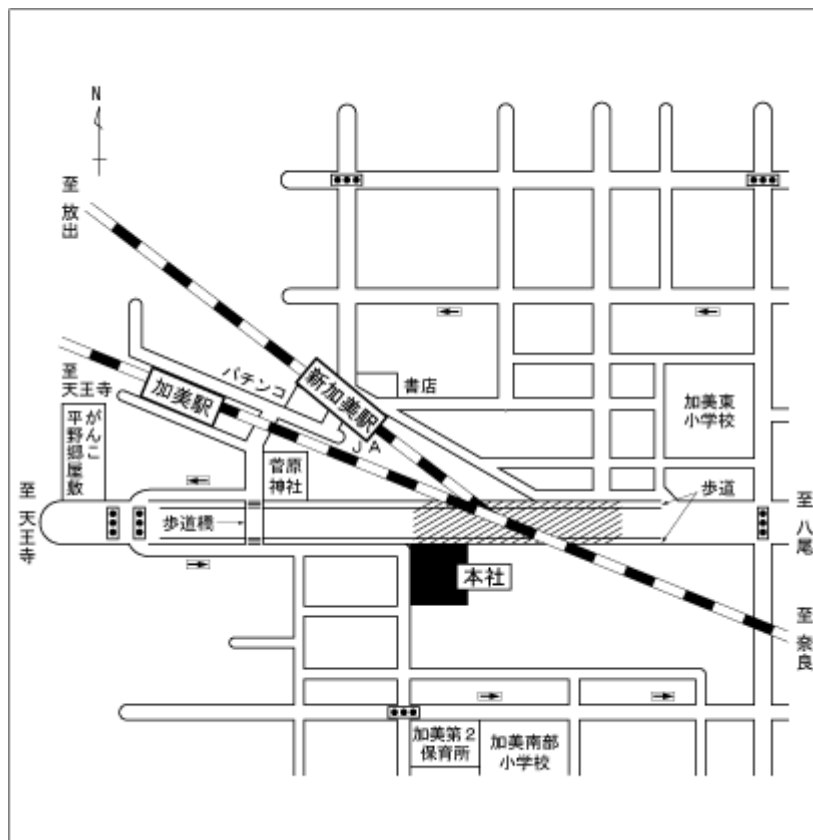 N
至
放出
至
天王寺
加美駅
パチンコ
新加美駅
書店
JA
加美東
小学校
がんこ
平野郷屋敷
菅原
神社
至
天王寺
歩道橋
歩道
至
八尾
本社
至
奈良
加美第2
保育所
加美南部
小学校